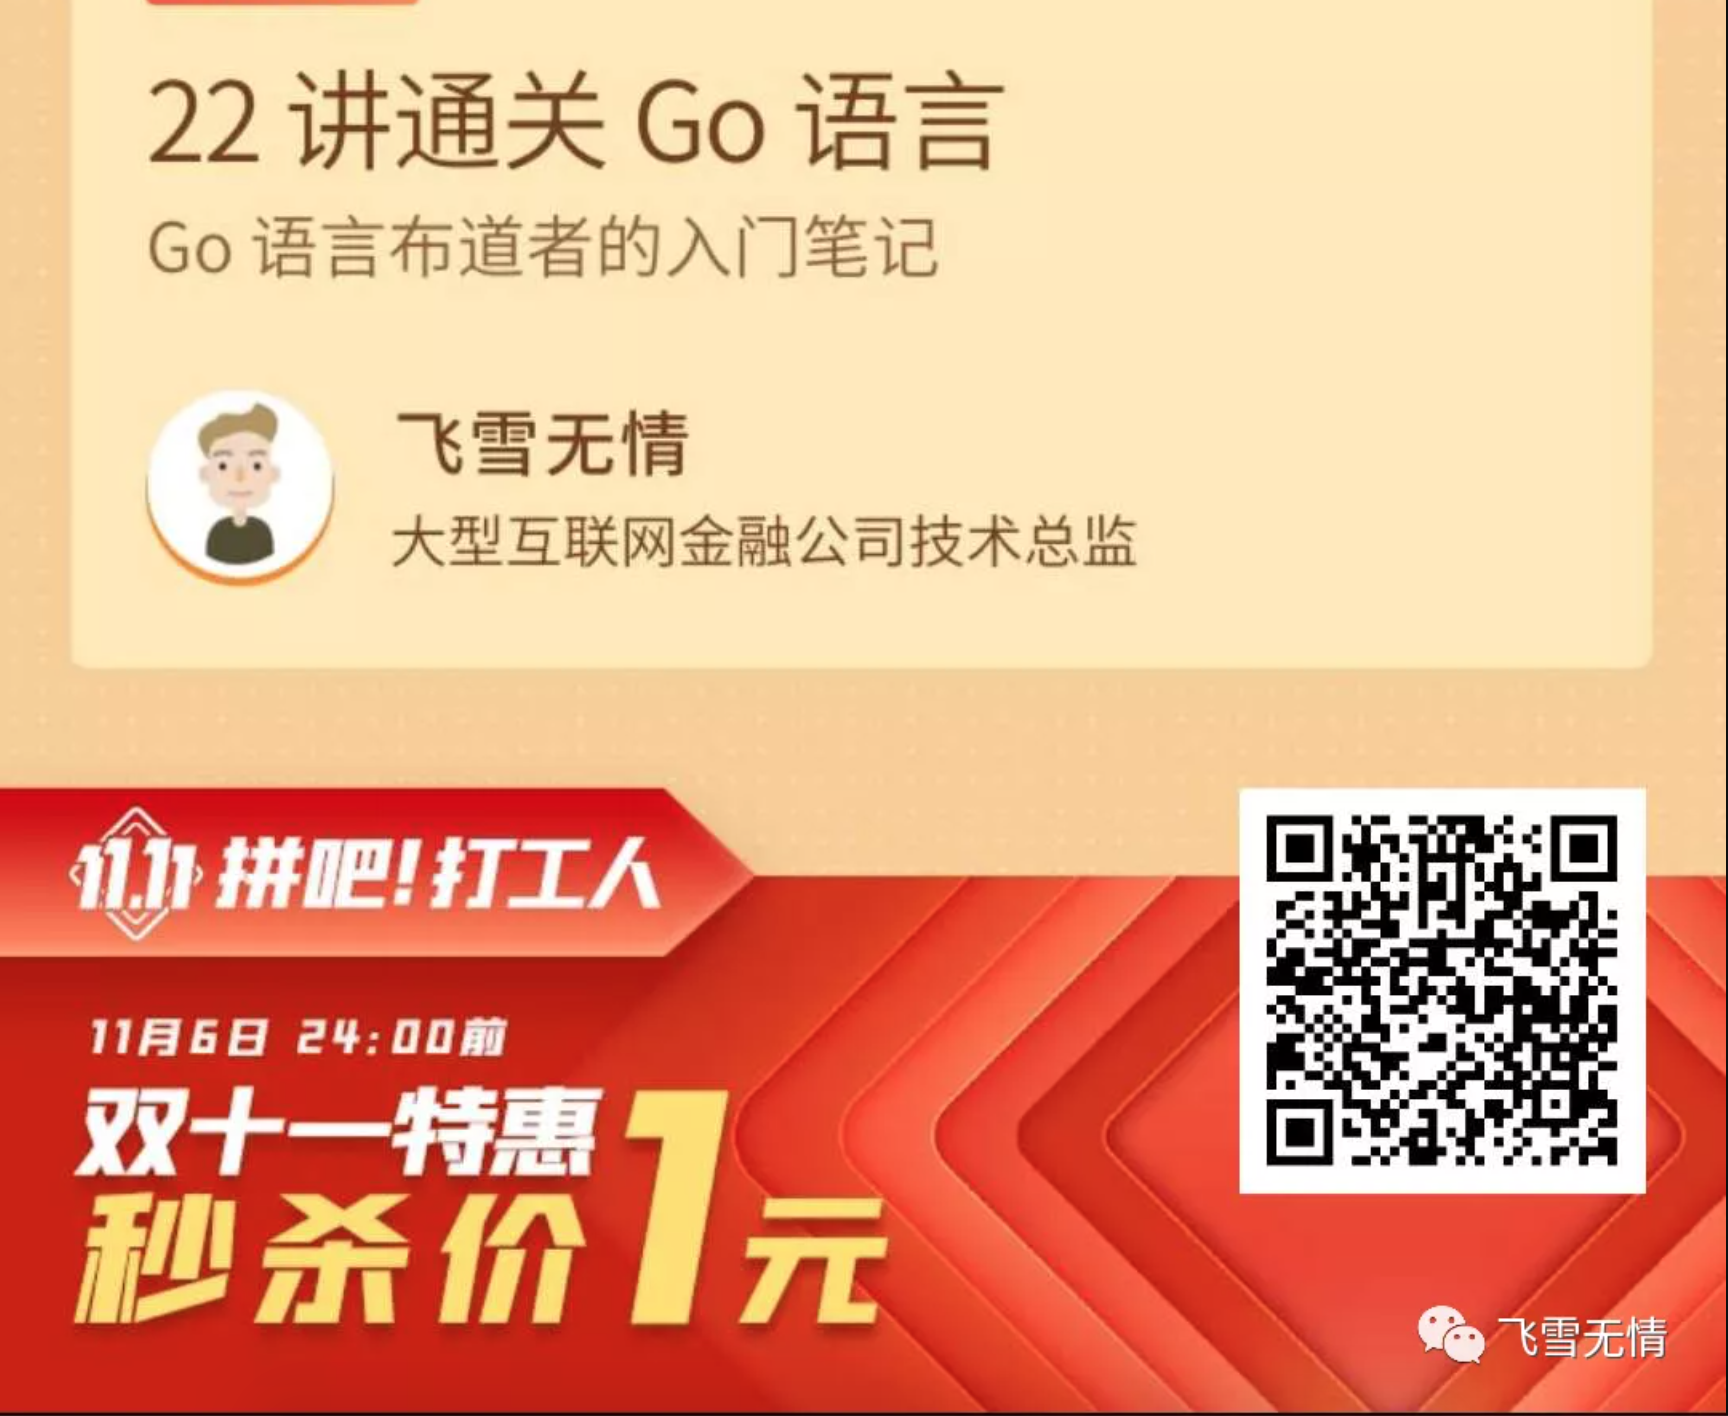 22 讲通关 Go 语言
Go 语言布道者的入门笔记
飞雪无情
大型互联网金融公司技术总监
11.11 拼吧!打工人
11月6日 24:00前
双十一特惠
秒杀价1元
飞雪无情